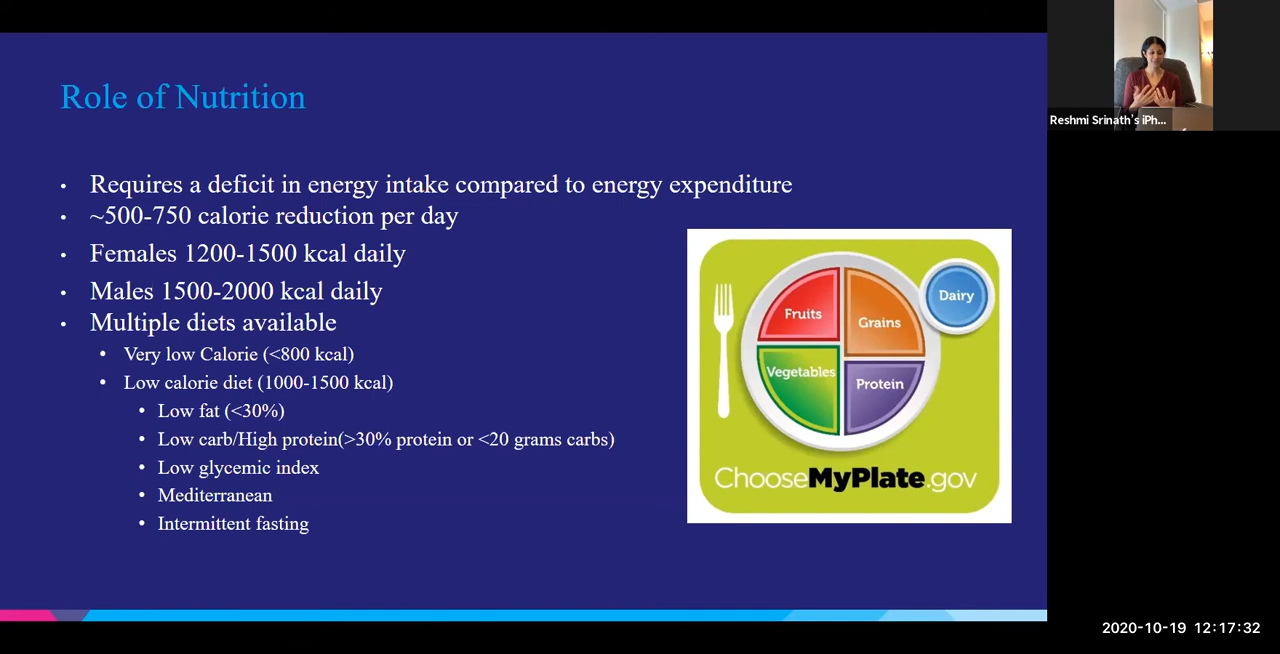 Role of Nutrition
• Requires a deficit in energy intake compared to energy expenditure
• ~500-750 calorie reduction per day
• Females 1200-1500 kcal daily
• Males 1500-2000 kcal daily
• Multiple diets available
• Very low Calorie (<800 kcal)
• Low calorie diet (1000-1500 kcal)
• Low fat (<30%)
• Low carb/High protein(>30% protein or <20 grams carbs)
• Low glycemic index
• Mediterranean
• Intermittent fasting
Dairy
Fruits
Grains
Vegetables
Protein
ChooseMyPlate.gov
Reshmi Srinath's iPh...
2020-10-19 12:17:32